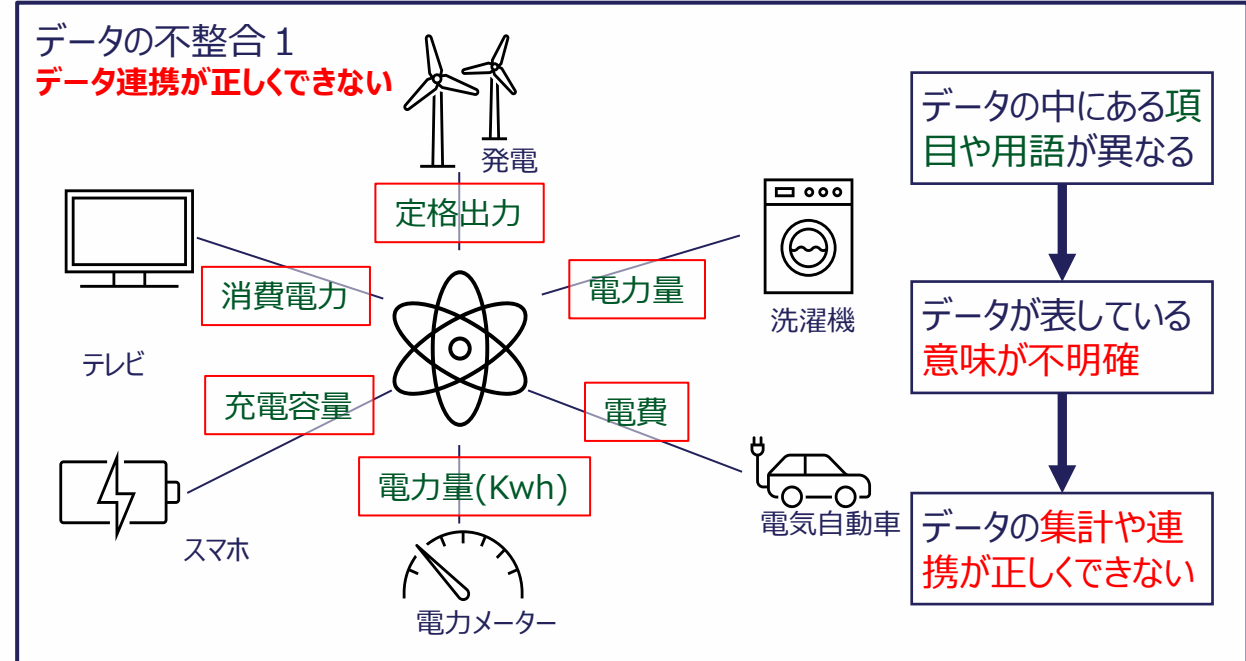 データの不整合１
データ連携が正しくできない
発電
定格出力
消費電力
電力量
テレビ
洗濯機
充電容量
電費
電力量(Kwh)
スマホ
電気自動車
電力メーター
データの中にある項
目や用語が異なる
データが表している
意味が不明確
データの集計や連
携が正しくできない